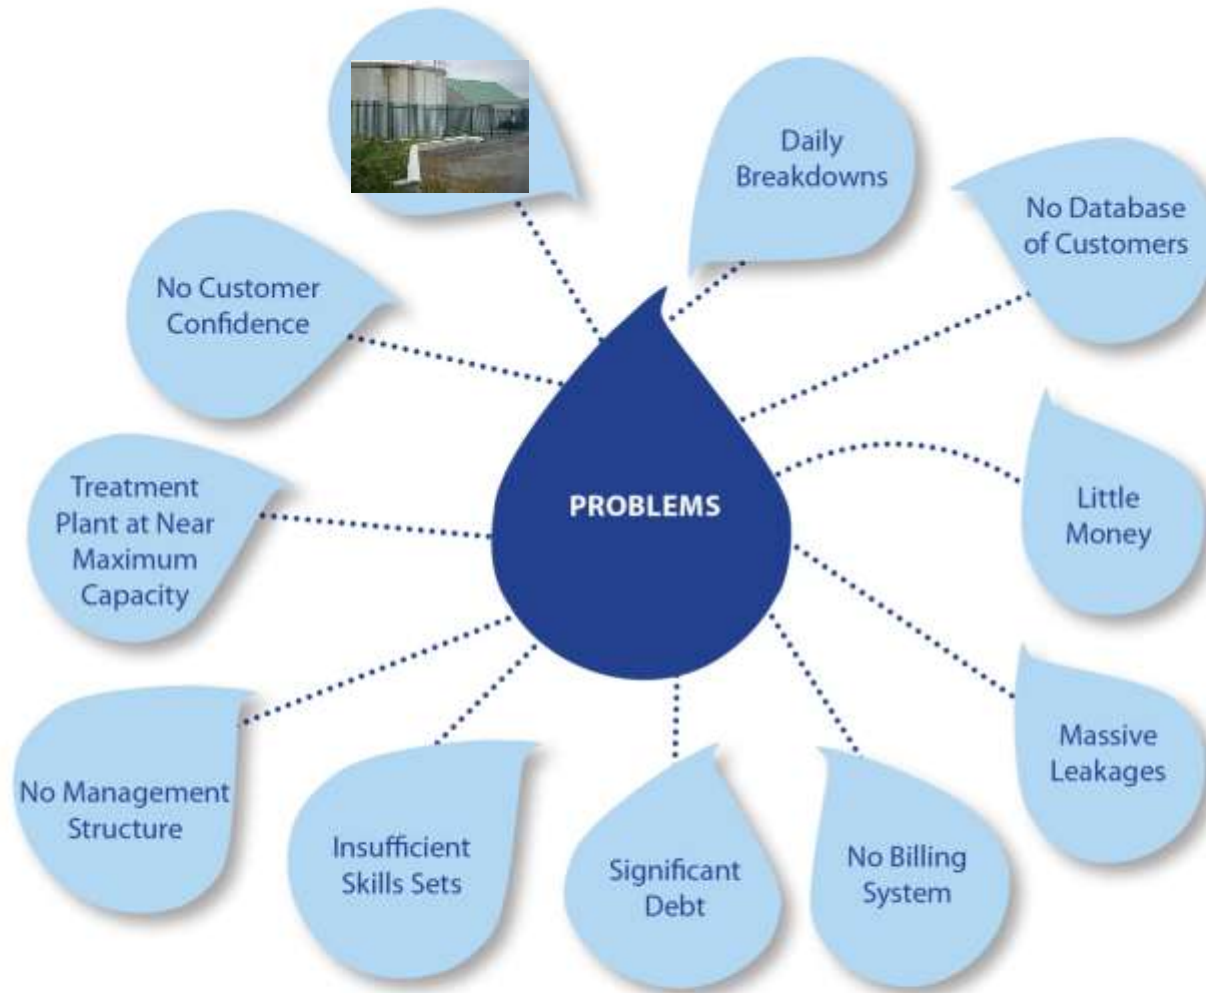 Daily
Breakdowns
No Database
of Customers
No Customer
Confidence
Treatment
Plant at Near
Maximum
Capacity
PROBLEMS
Little
Money
No Management
Structure
Insufficient
Skills Sets
Significant
Debt
No Billing
System
Massive
Leakages